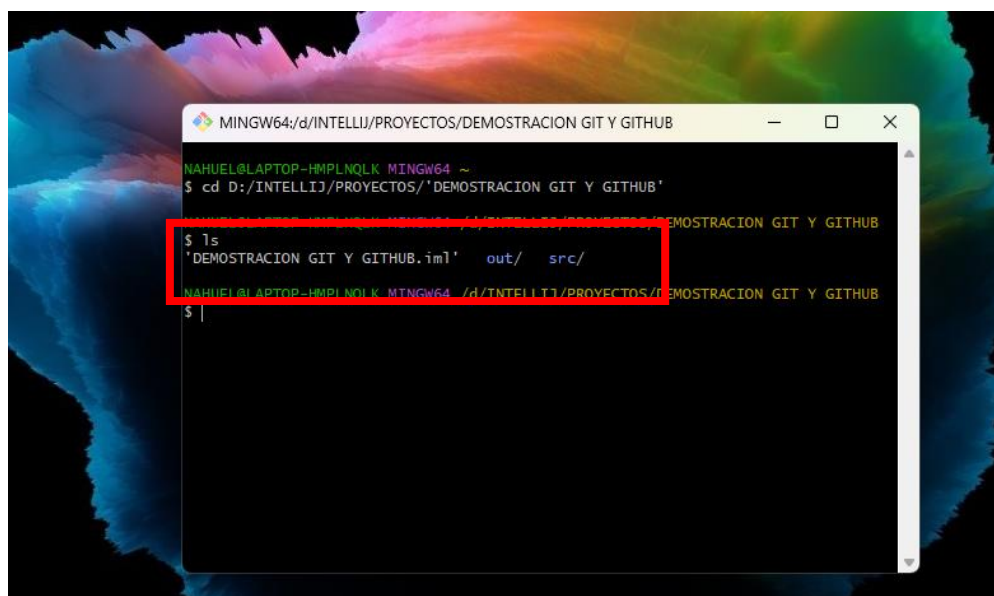 MINGW64:/d/INTELLIJ/PROYECTOS/DEMOSTRACION GIT Y GITHUB
NAHUEL@LAPTOP-HMPLNQLK MINGW64 ~
$ cd D:/INTELLIJ/PROYECTOS/'DEMOSTRACION GIT Y GITHUB'
NAHUEL@LAPTOP-HMPLNQLK MINGW64 /d/INTELLIJ/PROYECTOS/DEMOSTRACION GIT Y GITHUB
$ ls
'DEMOSTRACION GIT Y GITHUB.iml' out/ src/
NAHUEL@LAPTOP-HMPLNQLK MINGW64 /d/INTELLIJ/PROYECTOS/DEMOSTRACION GIT Y GITHUB
$